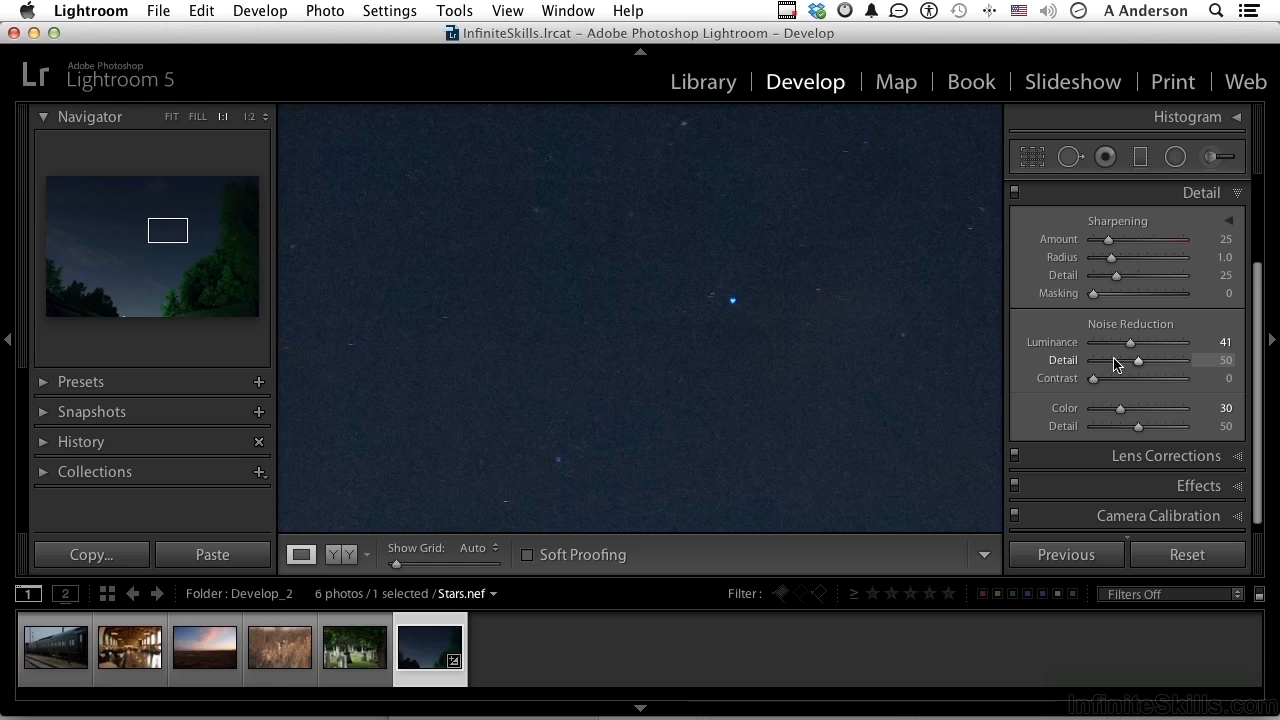 Lightroom File Edit Develop Photo Settings Tools View Window Help A Anderson
InfiniteSkills.lrcat – Adobe Photoshop Lightroom – Develop
Lr Adobe Photoshop
Lightroom 5
Library Develop Map Book Slideshow Print Web
Navigator FIT FILL 1:1 1:2
Presets
Snapshots
History
Collections
Copy... Paste
Histogram
Detail
Sharpening
Amount 25
Radius 1.0
Detail 25
Masking 0
Noise Reduction
Luminance 41
Detail 50
Contrast 0
Color 30
Detail 50
Lens Corrections
Effects
Camera Calibration
Previous Reset
YY Show Grid: Auto Soft Proofing
1 2 Folder : Develop_2 6 photos / 1 selected / Stars.nef Filter : ≥ Filters Off
InfiniteSkills.com